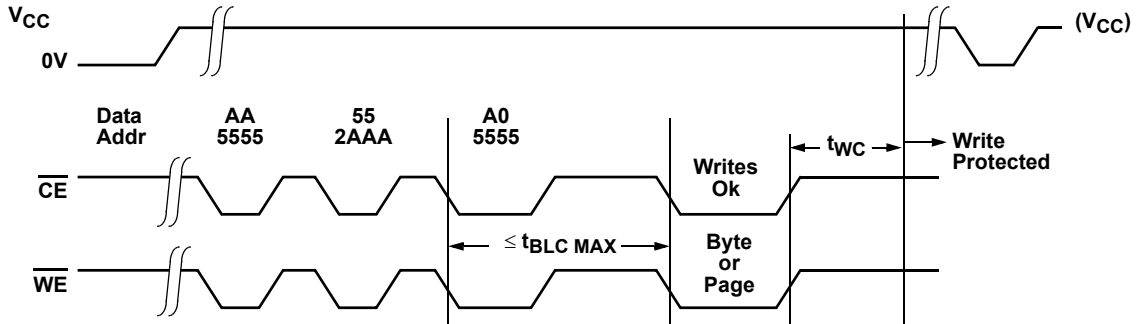 VCC
(VCC)
0V
Data AA 55 A0
Addr 5555 2AAA 5555
tWC
Write
Protected
CE
Writes
Ok
≤ tBLC MAX
Byte
or
Page
WE